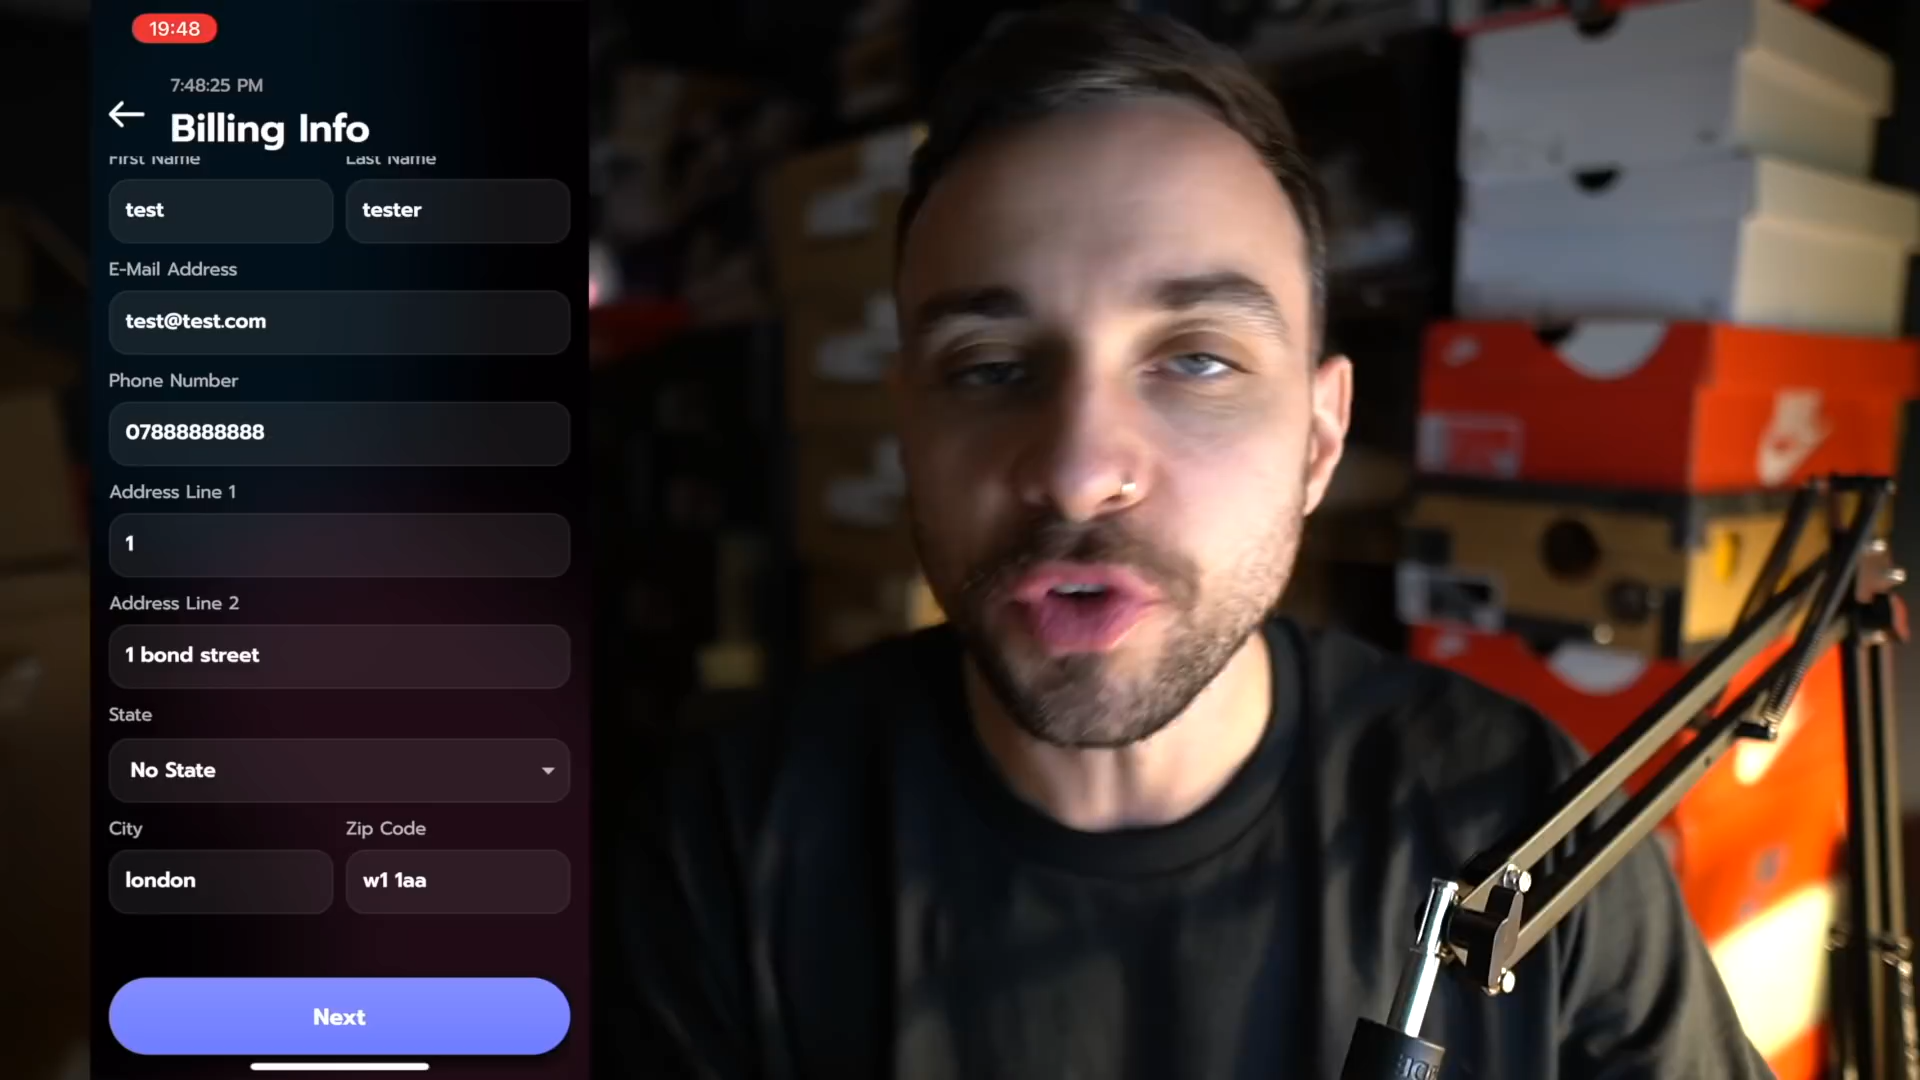 19:48
7:48:25 PM
Billing Info
First Name Last Name
test tester
E-Mail Address
test@test.com
Phone Number
07888888888
Address Line 1
1
Address Line 2
1 bond street
State
No State
City Zip Code
london w1 1aa
Next